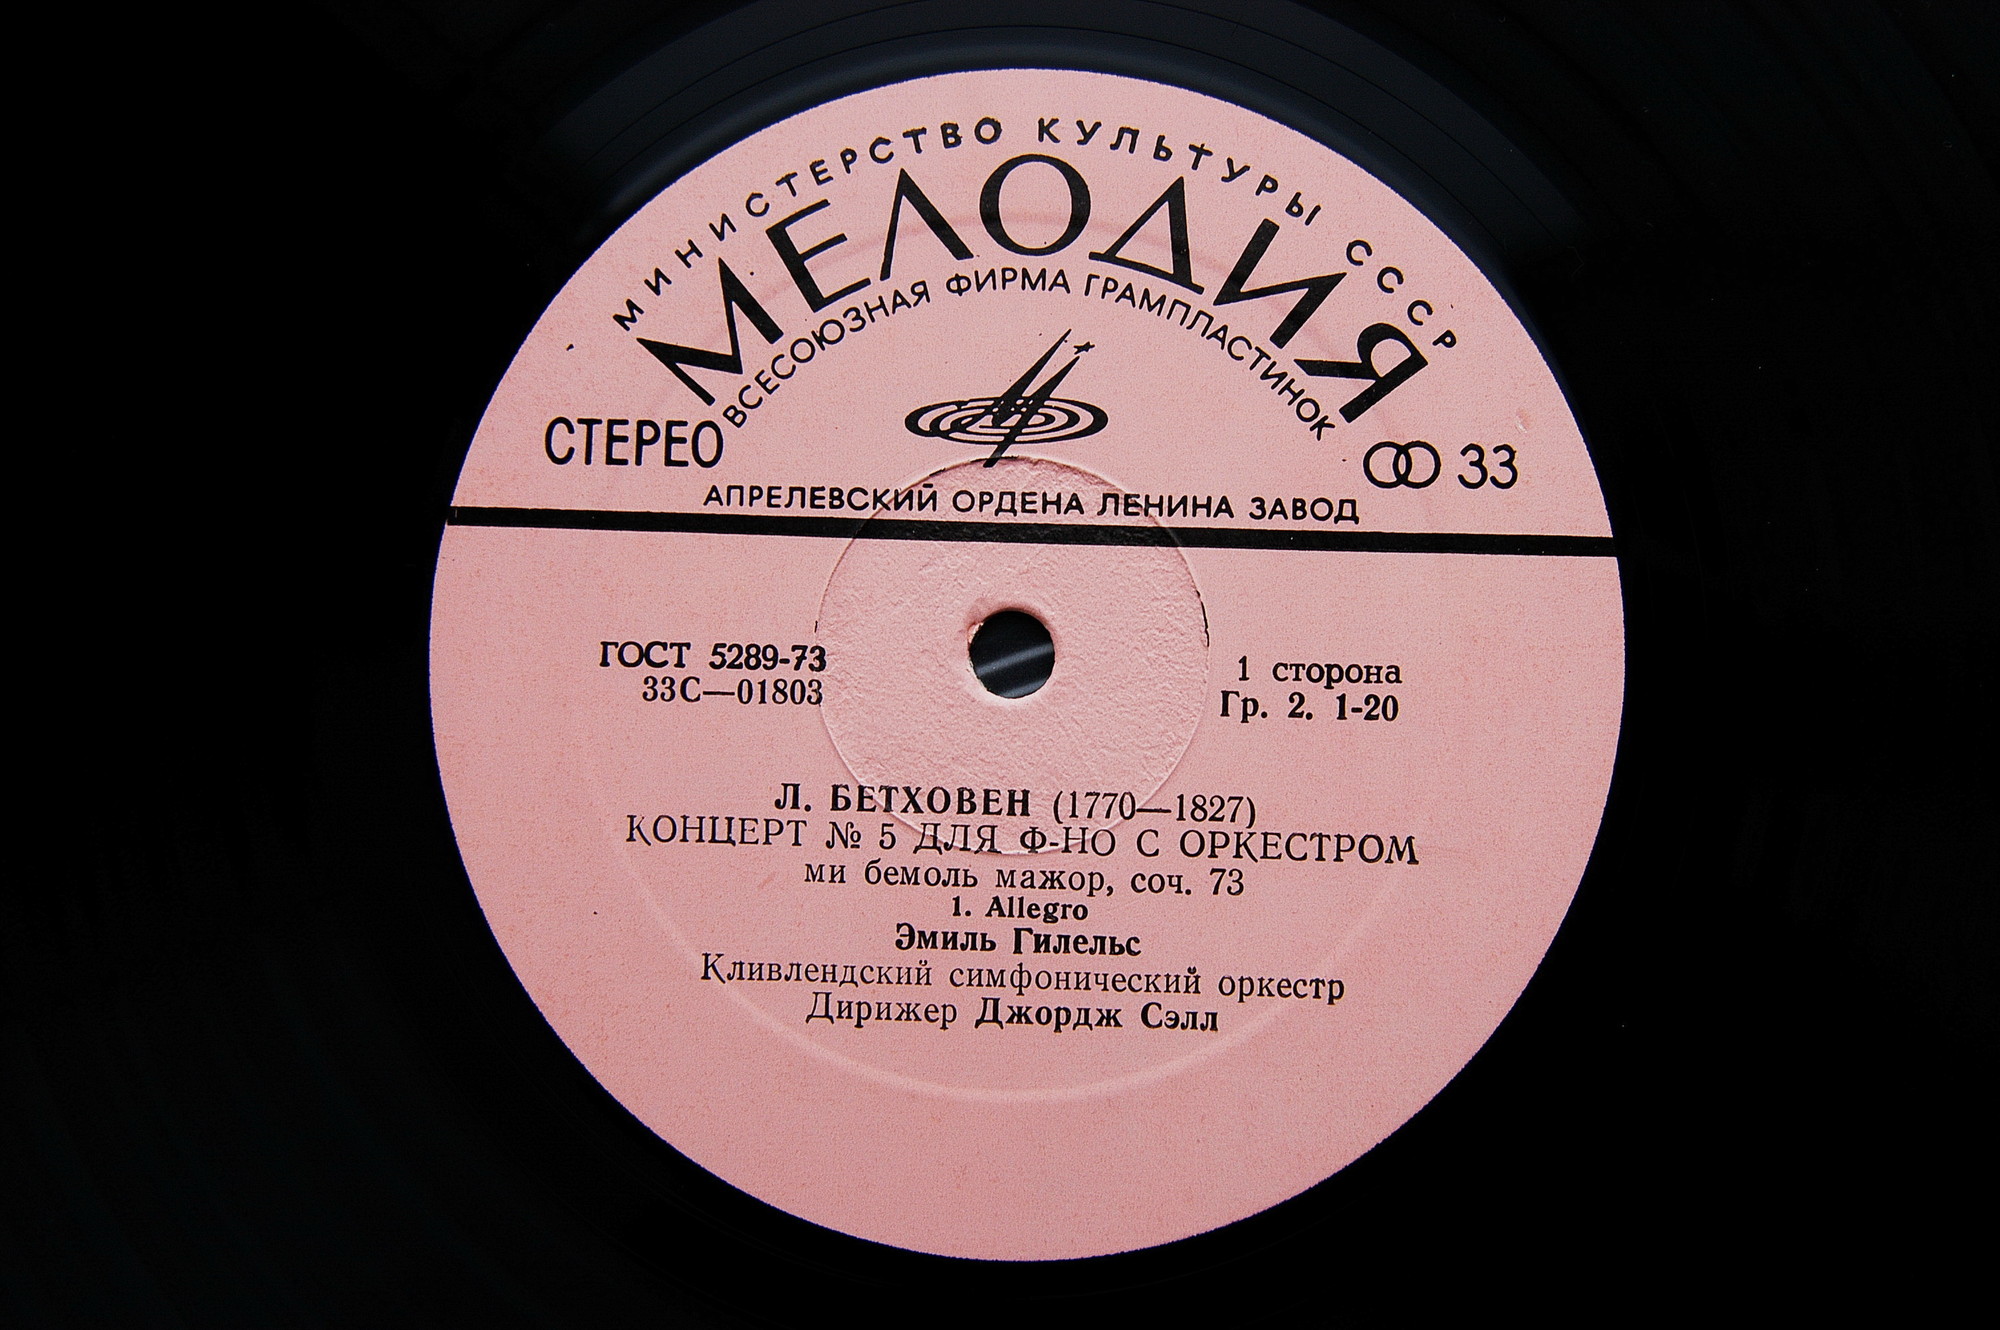 МИНИСТЕРСТВО КУЛЬТУРЫ СССР
МЕЛОДИЯ
ВСЕСОЮЗНАЯ ФИРМА ГРАМПЛАСТИНОК
СТЕРЕО
33
АПРЕЛЕВСКИЙ ОРДЕНА ЛЕНИНА ЗАВОД
ГОСТ 5289-73
33С—01803
1 сторона
Гр. 2. 1-20
Л. БЕТХОВЕН (1770—1827)
КОНЦЕРТ № 5 ДЛЯ Ф-НО С ОРКЕСТРОМ
ми бемоль мажор, соч. 73
1. Allegro
Эмиль Гилельс
Кливлендский симфонический оркестр
Дирижер Джордж Сэлл